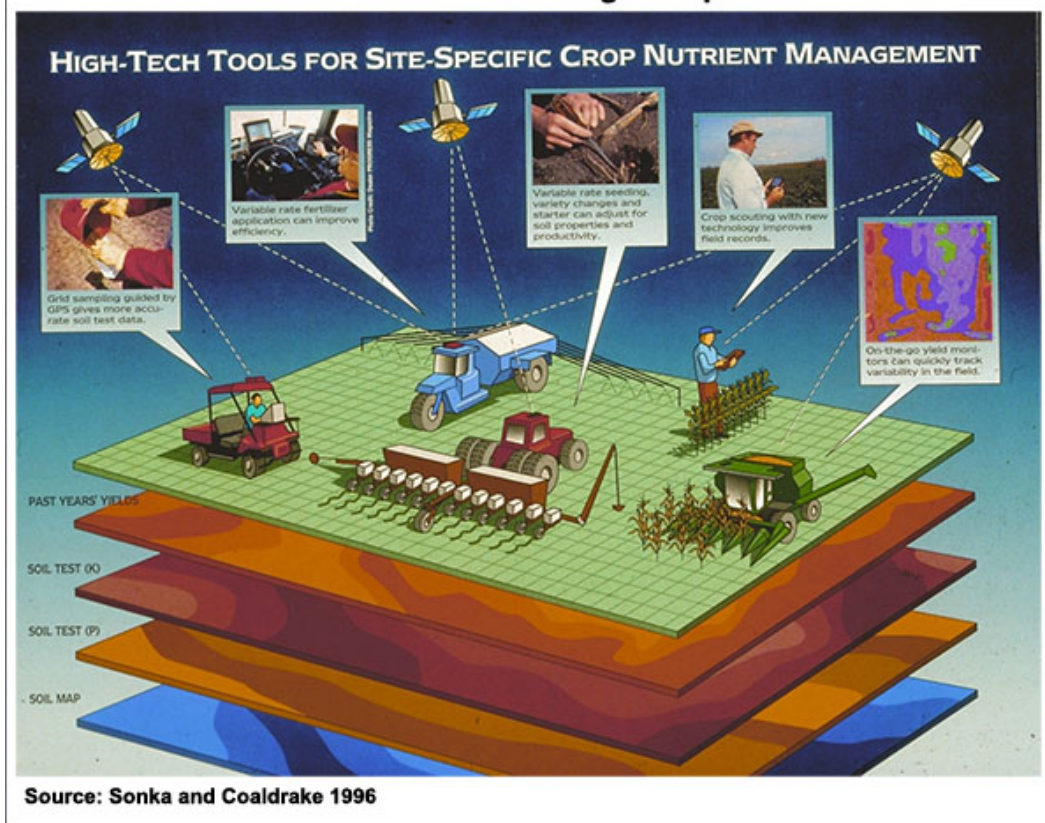 HIGH-TECH TOOLS FOR SITE-SPECIFIC CROP NUTRIENT MANAGEMENT
Variable rate fertilizer
application can improve
efficiency.
Variable rate seeding,
variety changes and
starter can adjust for
soil properties and
productivity.
Crop scouting with new
technology improves
field records.
Grid sampling guided by
GPS gives more accu-
rate soil test data.
On-the-go yield moni-
tors can quickly track
variability in the field.
PAST YEARS' YIELDS
SOIL TEST (K)
SOIL TEST (P)
SOIL MAP
Source: Sonka and Coaldrake 1996